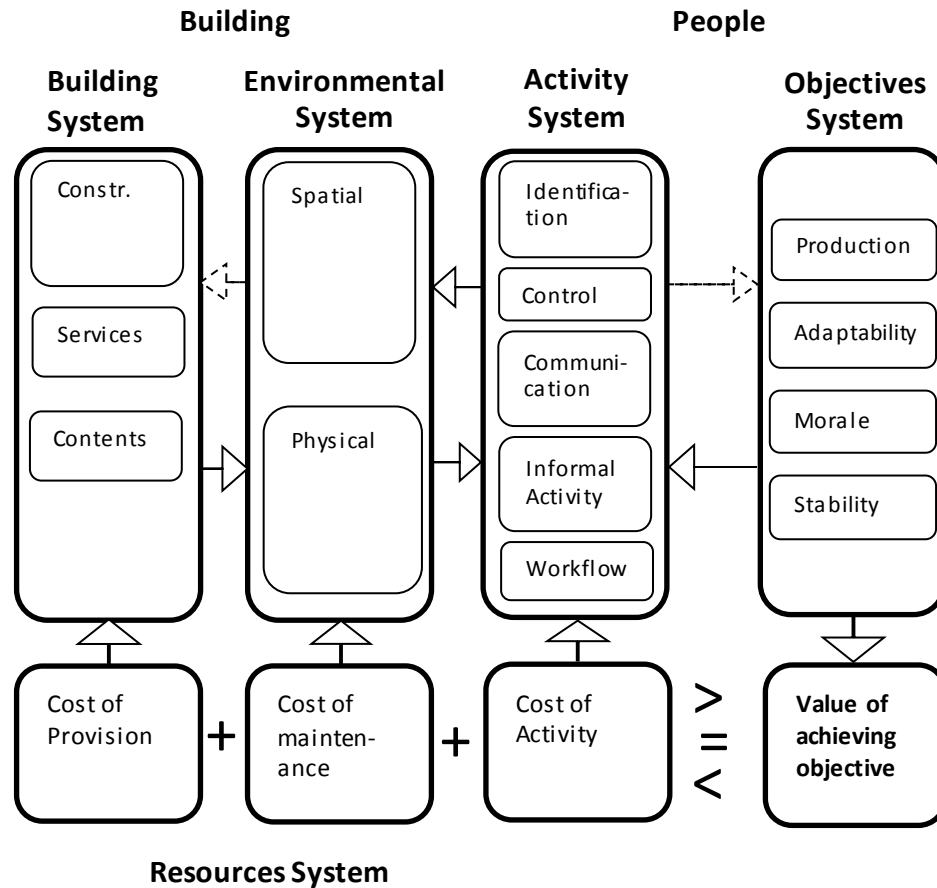 Building
People
Building
System
Environmental
System
Activity
System
Objectives
System
Constr.
Services
Contents
Spatial
Physical
Identifica-
tion
Control
Communi-
cation
Informal
Activity
Workflow
Production
Adaptability
Morale
Stability
Cost of
Provision
+
Cost of
mainten-
ance
+
Cost of
Activity
>
=
<
Value of
achieving
objective
Resources System